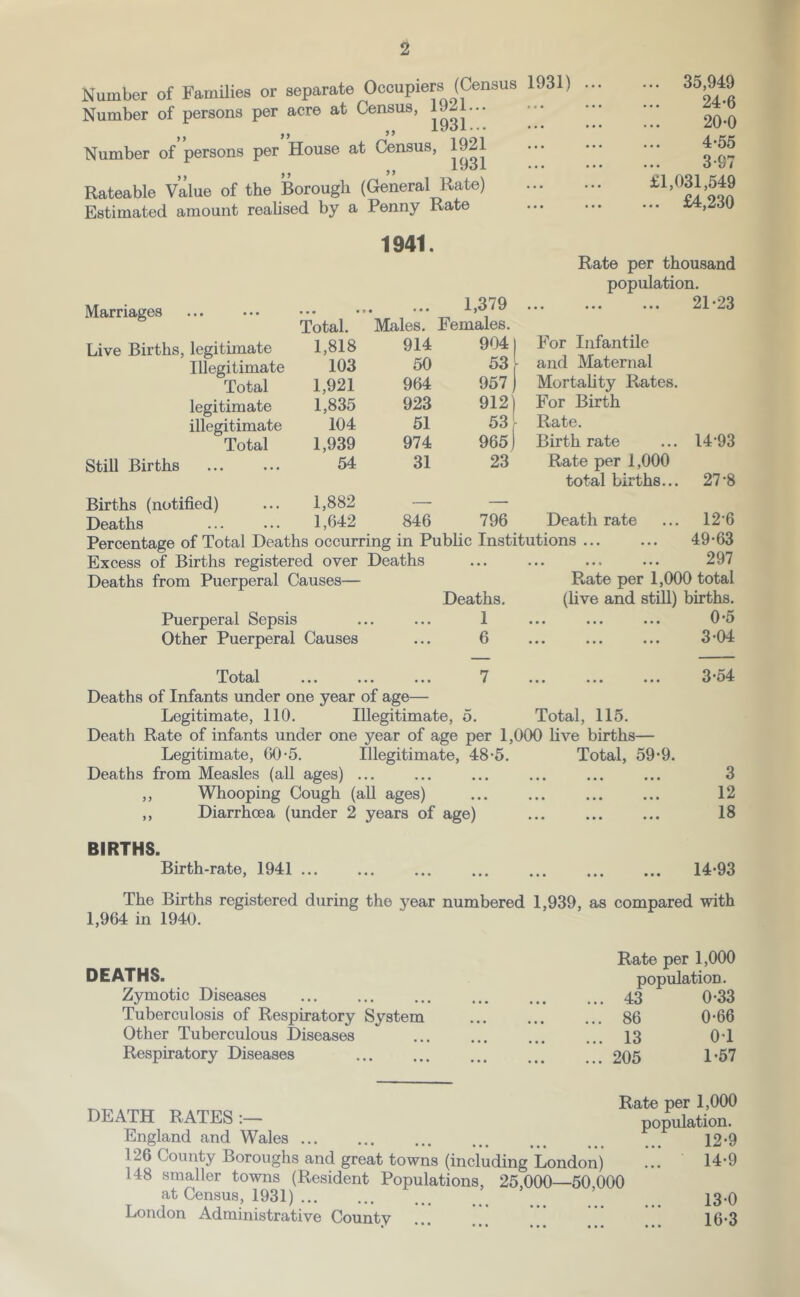 2
Number of Families or separate Occupiers (Census 1931) ... ... 35,949
Number of persons per acre at Census, 1921... ... ... ... 24·6
,, ,, ,, 1931... ... ... ... 20·0
Number of persons per House at Census, 1921 ... ... ... 4·55
,, ,, ,, 1931 ... ... ... 3·97
Rateable Value of the Borough (General Rate) ... ... £1,031,549
Estimated amount realised by a Penny Rate ... ... ... £4,230
1941.
Rate per thousand
population.
Marriages ... ... ... ... ... 1,379 ... ... ... 21·23
Total. Males. Females.
Live Births, legitimate 1,818 914 904 For Infantile
Illegitimate 103 50 53 and Maternal
Total 1,921 964 957 Mortality Rates.
legitimate 1,835 923 912 For Birth
illegitimate 104 51 53 Rate.
Total 1,939 974 965 Birth rate ... 14·93
Still Births ... ... 54 31 23 Rate per 1,000
total births... 27·8
Births (notified) ... 1,882 — —
Deaths ... ... 1,642 846 796 Death rate ... 12·6
Percentage of Total Deaths occurring in Public Institutions ... ... 49·63
Excess of Births registered over Deaths ... ... ... ... 297
Deaths from Puerperal Causes— Rate per 1,000 total
Deaths. (live and still) births.
Puerperal Sepsis ... ... 1 ... ... ... 0·5
Other Puerperal Causes ... 6 ... ... ... 3·04
Total ... ... ... 7 ... ... ... 3·54
Deaths of Infants under one year of age—
Legitimate, 110. Illegitimate, 5. Total, 115.
Death Rate of infants under one year of age per 1,000 live births—
Legitimate, 60·5. Illegitimate, 48·5. Total, 59·9.
Deaths from Measles (all ages) ... ... ... ... ... ... 3
,, Whooping Cough (all ages) ... ... ... ... 12
,, Diarrhœa (under 2 years of age) ... ... ... 18
BIRTHS.
Birth-rate, 1941 ... ... ... ... ... ... ... 14·93
The Births registered during the year numbered 1,939, as compared with
1,964 in 1940.
Rate per 1,000
DEATHS. population.
Zymotic Diseases ... ... ... ... ... ... 43 0·33
Tuberculosis of Respiratory System ... ... ... 86 0·66
Other Tuberculous Diseases ... ... ... ... 13 0·1
Respiratory Diseases ... ... ... ... ... 205 1·57
Rate per 1,000
DEATH RATES :— population.
England and Wales ... ... ... ... ... ... ... 12·9
126 County Boroughs and great towns (including London) ... 14·9
148 smaller towns (Resident Populations, 25,000—50,000
at Census, 1931) ... ... ... ... ... ... ... 13·0
London Administrative County ... ... ... ... ... 16·3